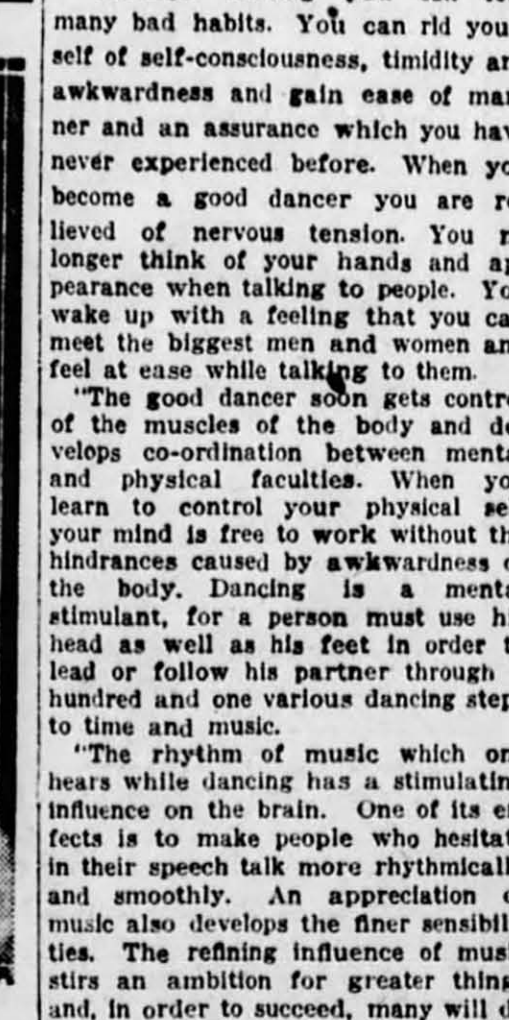 many bad habits. You can rid you
self of self-consciousness, timidity an
awkwardness and gain ease of man
ner and an assurance which you hav
never experienced before. When yo
become a good dancer you are r
lieved of nervous tension. You n
longer think of your hands and ap
pearance when talking to people. Yo
wake up with a feeling that you ca
meet the biggest men and women an
feel at ease while talking to them.
"The good dancer soon gets contr
of the muscles of the body and de
velops co-ordination between menta
and physical faculties. When yo
learn to control your physical se
your mind is free to work without th
hindrances caused by awkwardness o
the body. Dancing is a menta
stimulant, for a person must use hi
head as well as his feet in order t
lead or follow his partner through
hundred and one various dancing step
to time and music.
"The rhythm of music which on
hears while dancing has a stimulatin
influence on the brain. One of its ef
fects is to make people who hesitat
in their speech talk more rhythmicall
and smoothly. An appreciation o
music also develops the finer sensibili
ties. The refining influence of musi
stirs an ambition for greater thing
and, in order to succeed, many will d